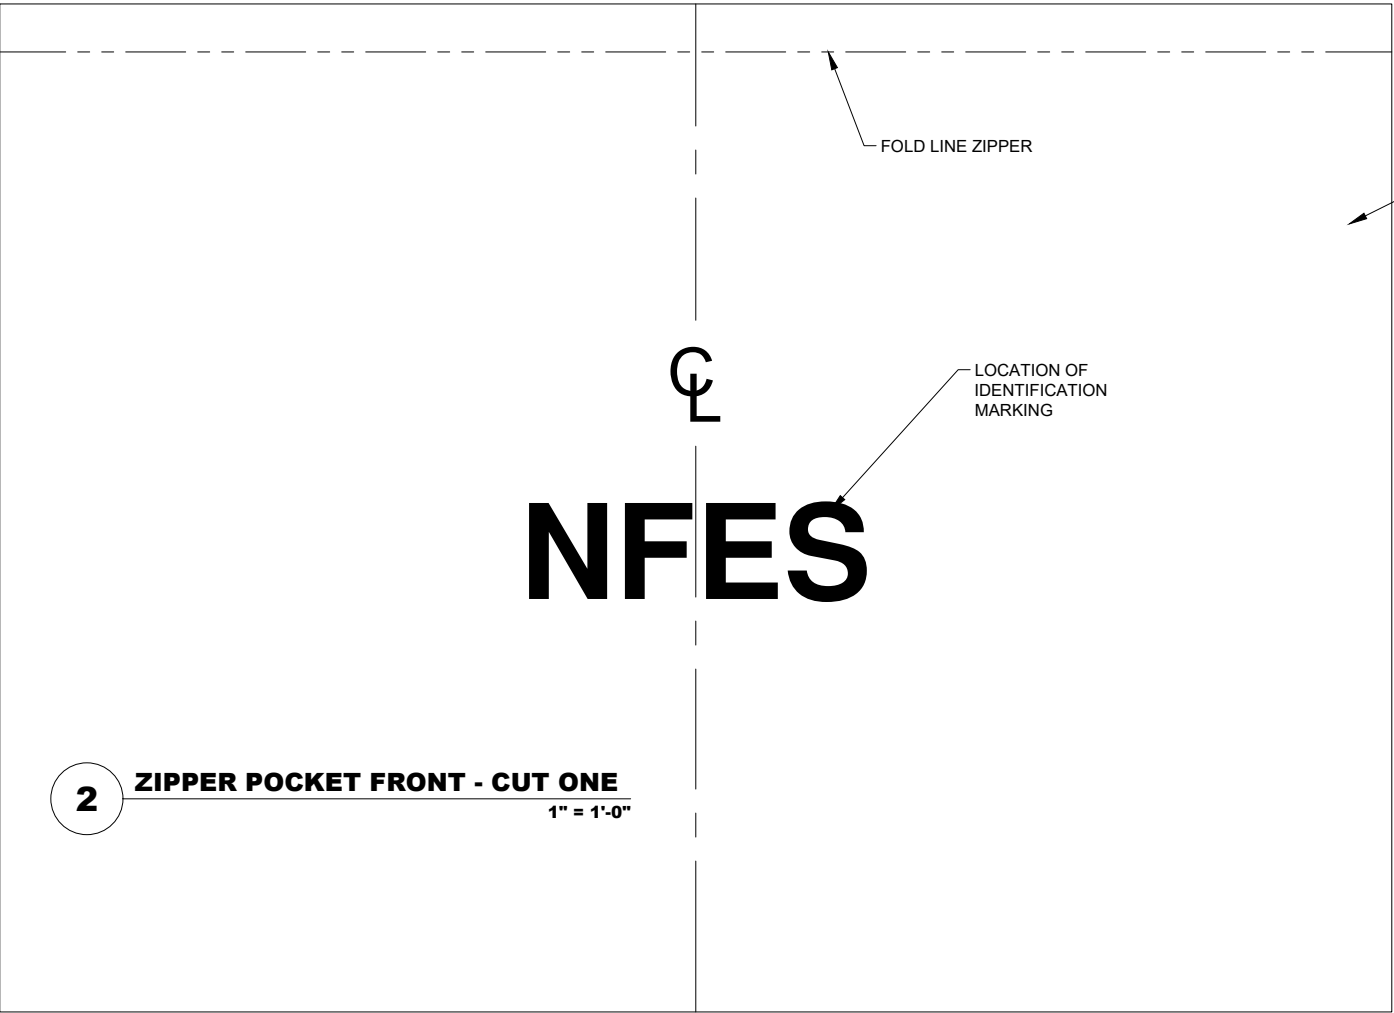 FOLD LINE ZIPPER
℄
LOCATION OF
IDENTIFICATION
MARKING
NFES
2
ZIPPER POCKET FRONT - CUT ONE
1" = 1'-0"